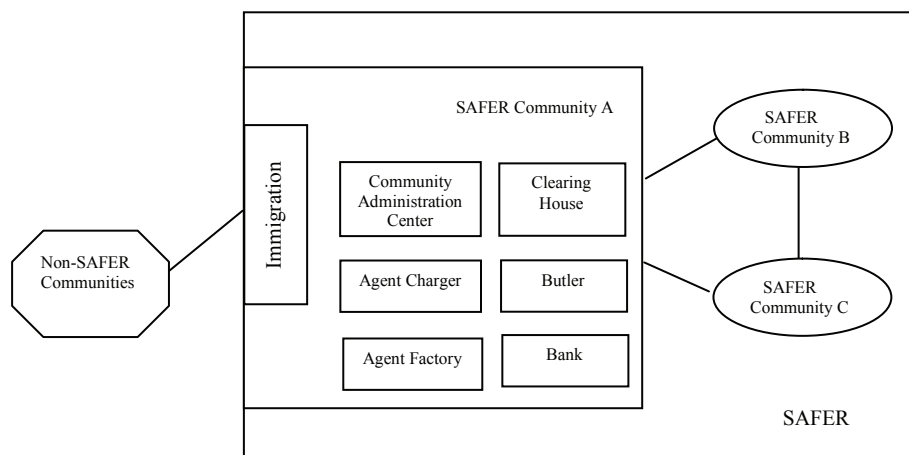 SAFER Community A
SAFER
Community B
Immigration
Community
Administration
Center
Clearing
House
Non-SAFER
Communities
Agent Charger
Butler
SAFER
Community C
Agent Factory
Bank
SAFER